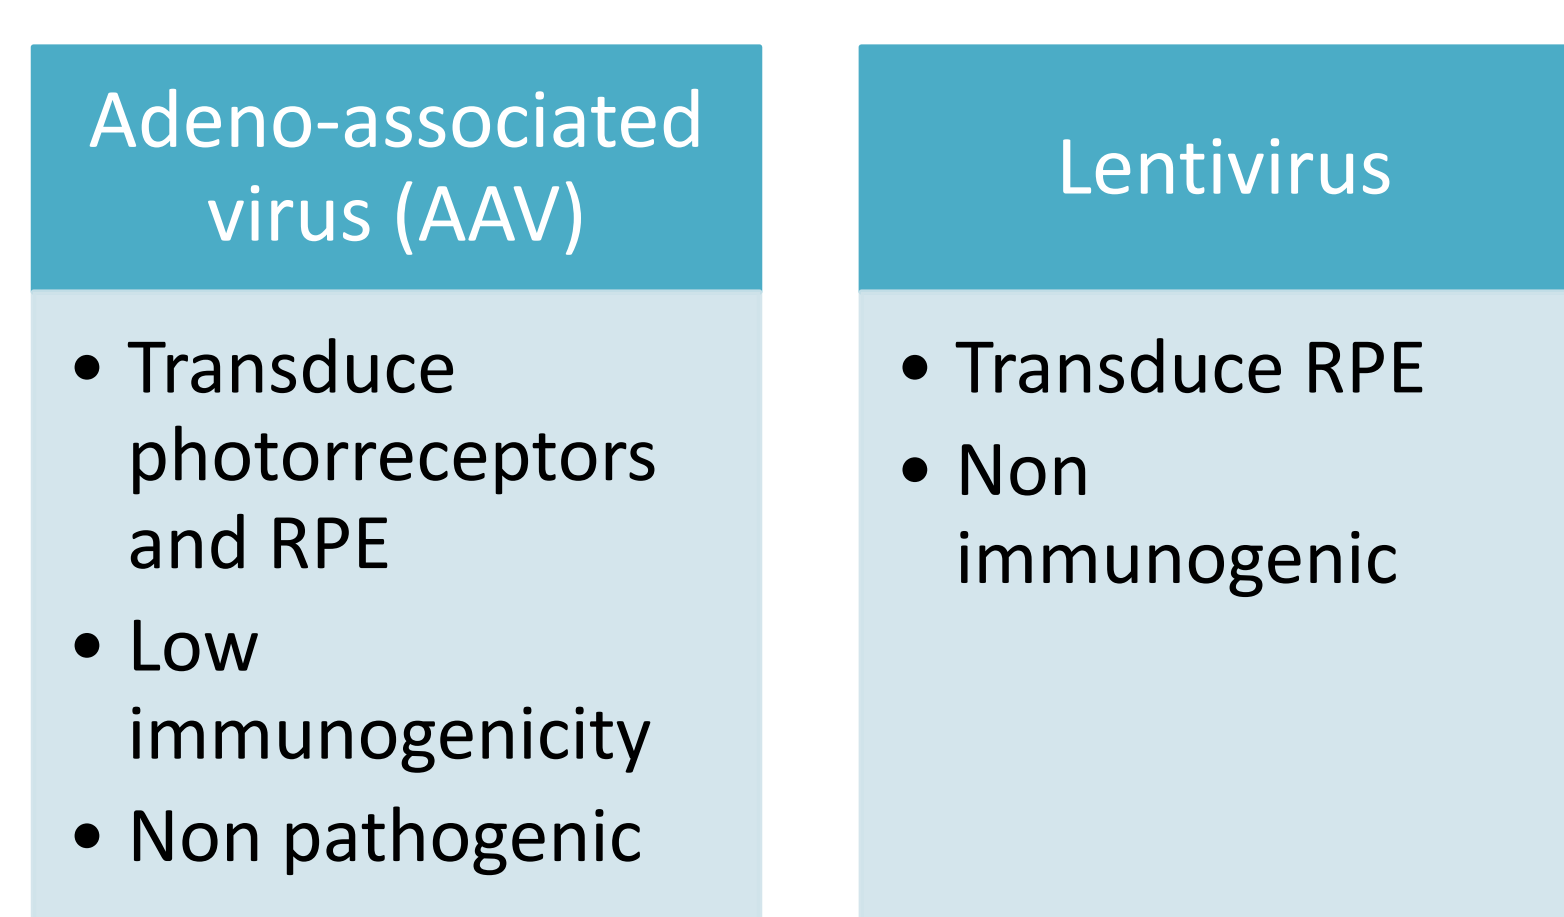 Adeno-associated
virus (AAV)
• Transduce
photorreceptors
and RPE
• Low
immunogenicity
• Non pathogenic
Lentivirus
• Transduce RPE
• Non
immunogenic